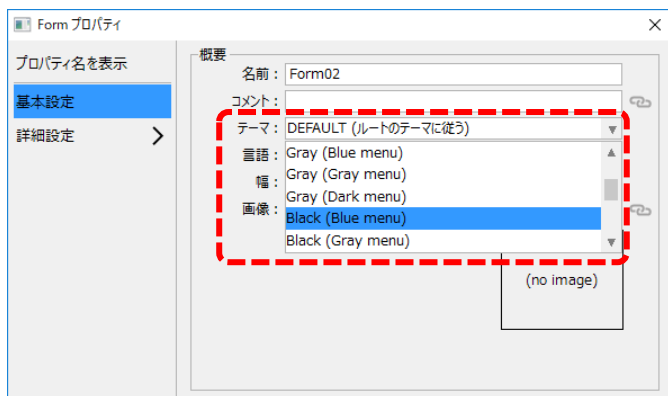 Form プロパティ
プロパティ名を表示
基本設定
詳細設定
概要
名前： Form02
コメント：
テーマ： DEFAULT (ルートのテーマに従う)
言語： Gray (Blue menu)
幅： Gray (Gray menu)
Gray (Dark menu)
画像： Black (Blue menu)
Black (Gray menu)
(no image)